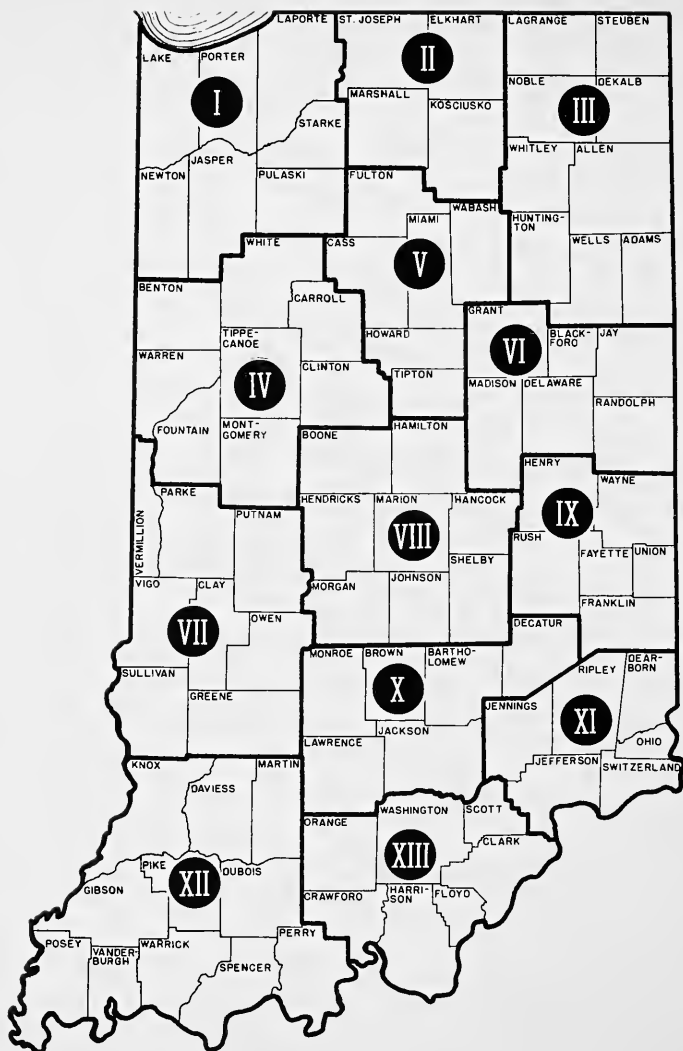 LAPORTE
ST. JOSEPH
ELKHART
LAGRANGE
STEUBEN
LAKE
PORTER
II
NOBLE
DEKALB
I
MARSHALL
KOSCIUSKO
III
STARKE
WHITLEY
ALLEN
JASPER
NEWTON
PULASKI
FULTON
MIAMI
WABASH
HUNTING-
TON
WHITE
CASS
WELLS
ADAMS
V
BENTON
CARROLL
GRANT
TIPPE-
CANOE
HOWARD
BLACK-
FORO
JAY
VI
WARREN
CLINTON
TIPTON
MADISON
DELAWARE
IV
RANDOLPH
FOUNTAIN
MONT-
GOMERY
BOONE
HAMILTON
HENRY
WAYNE
PARKE
HENDRICKS
MARION
HANCOCK
PUTNAM
IX
VERMILLION
VIII
RUSH
FAYETTE
UNION
SHELBY
VIGO
CLAY
MORGAN
JOHNSON
FRANKLIN
VII
OWEN
DECATUR
MONROE
BROWN
BARTHO-
LOMEW
RIPLEY
DEAR-
BORN
SULLIVAN
X
GREENE
JENNINGS
XI
JACKSON
OHIO
LAWRENCE
JEFFERSON
SWITZERLAND
KNOX
MARTIN
DAVIESS
WASHINGTON
SCOTT
ORANGE
CLARK
XIII
PIKE
DUBOIS
XII
GIBSON
CRAWFORO
HARRI-
SON
FLOYD
POSEY
VANDER-
BURGH
WARRICK
PERRY
SPENCER